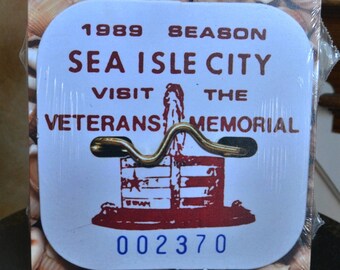 1989 SEASON
SEA ISLE CITY
VISIT THE
VETERANS MEMORIAL
002370